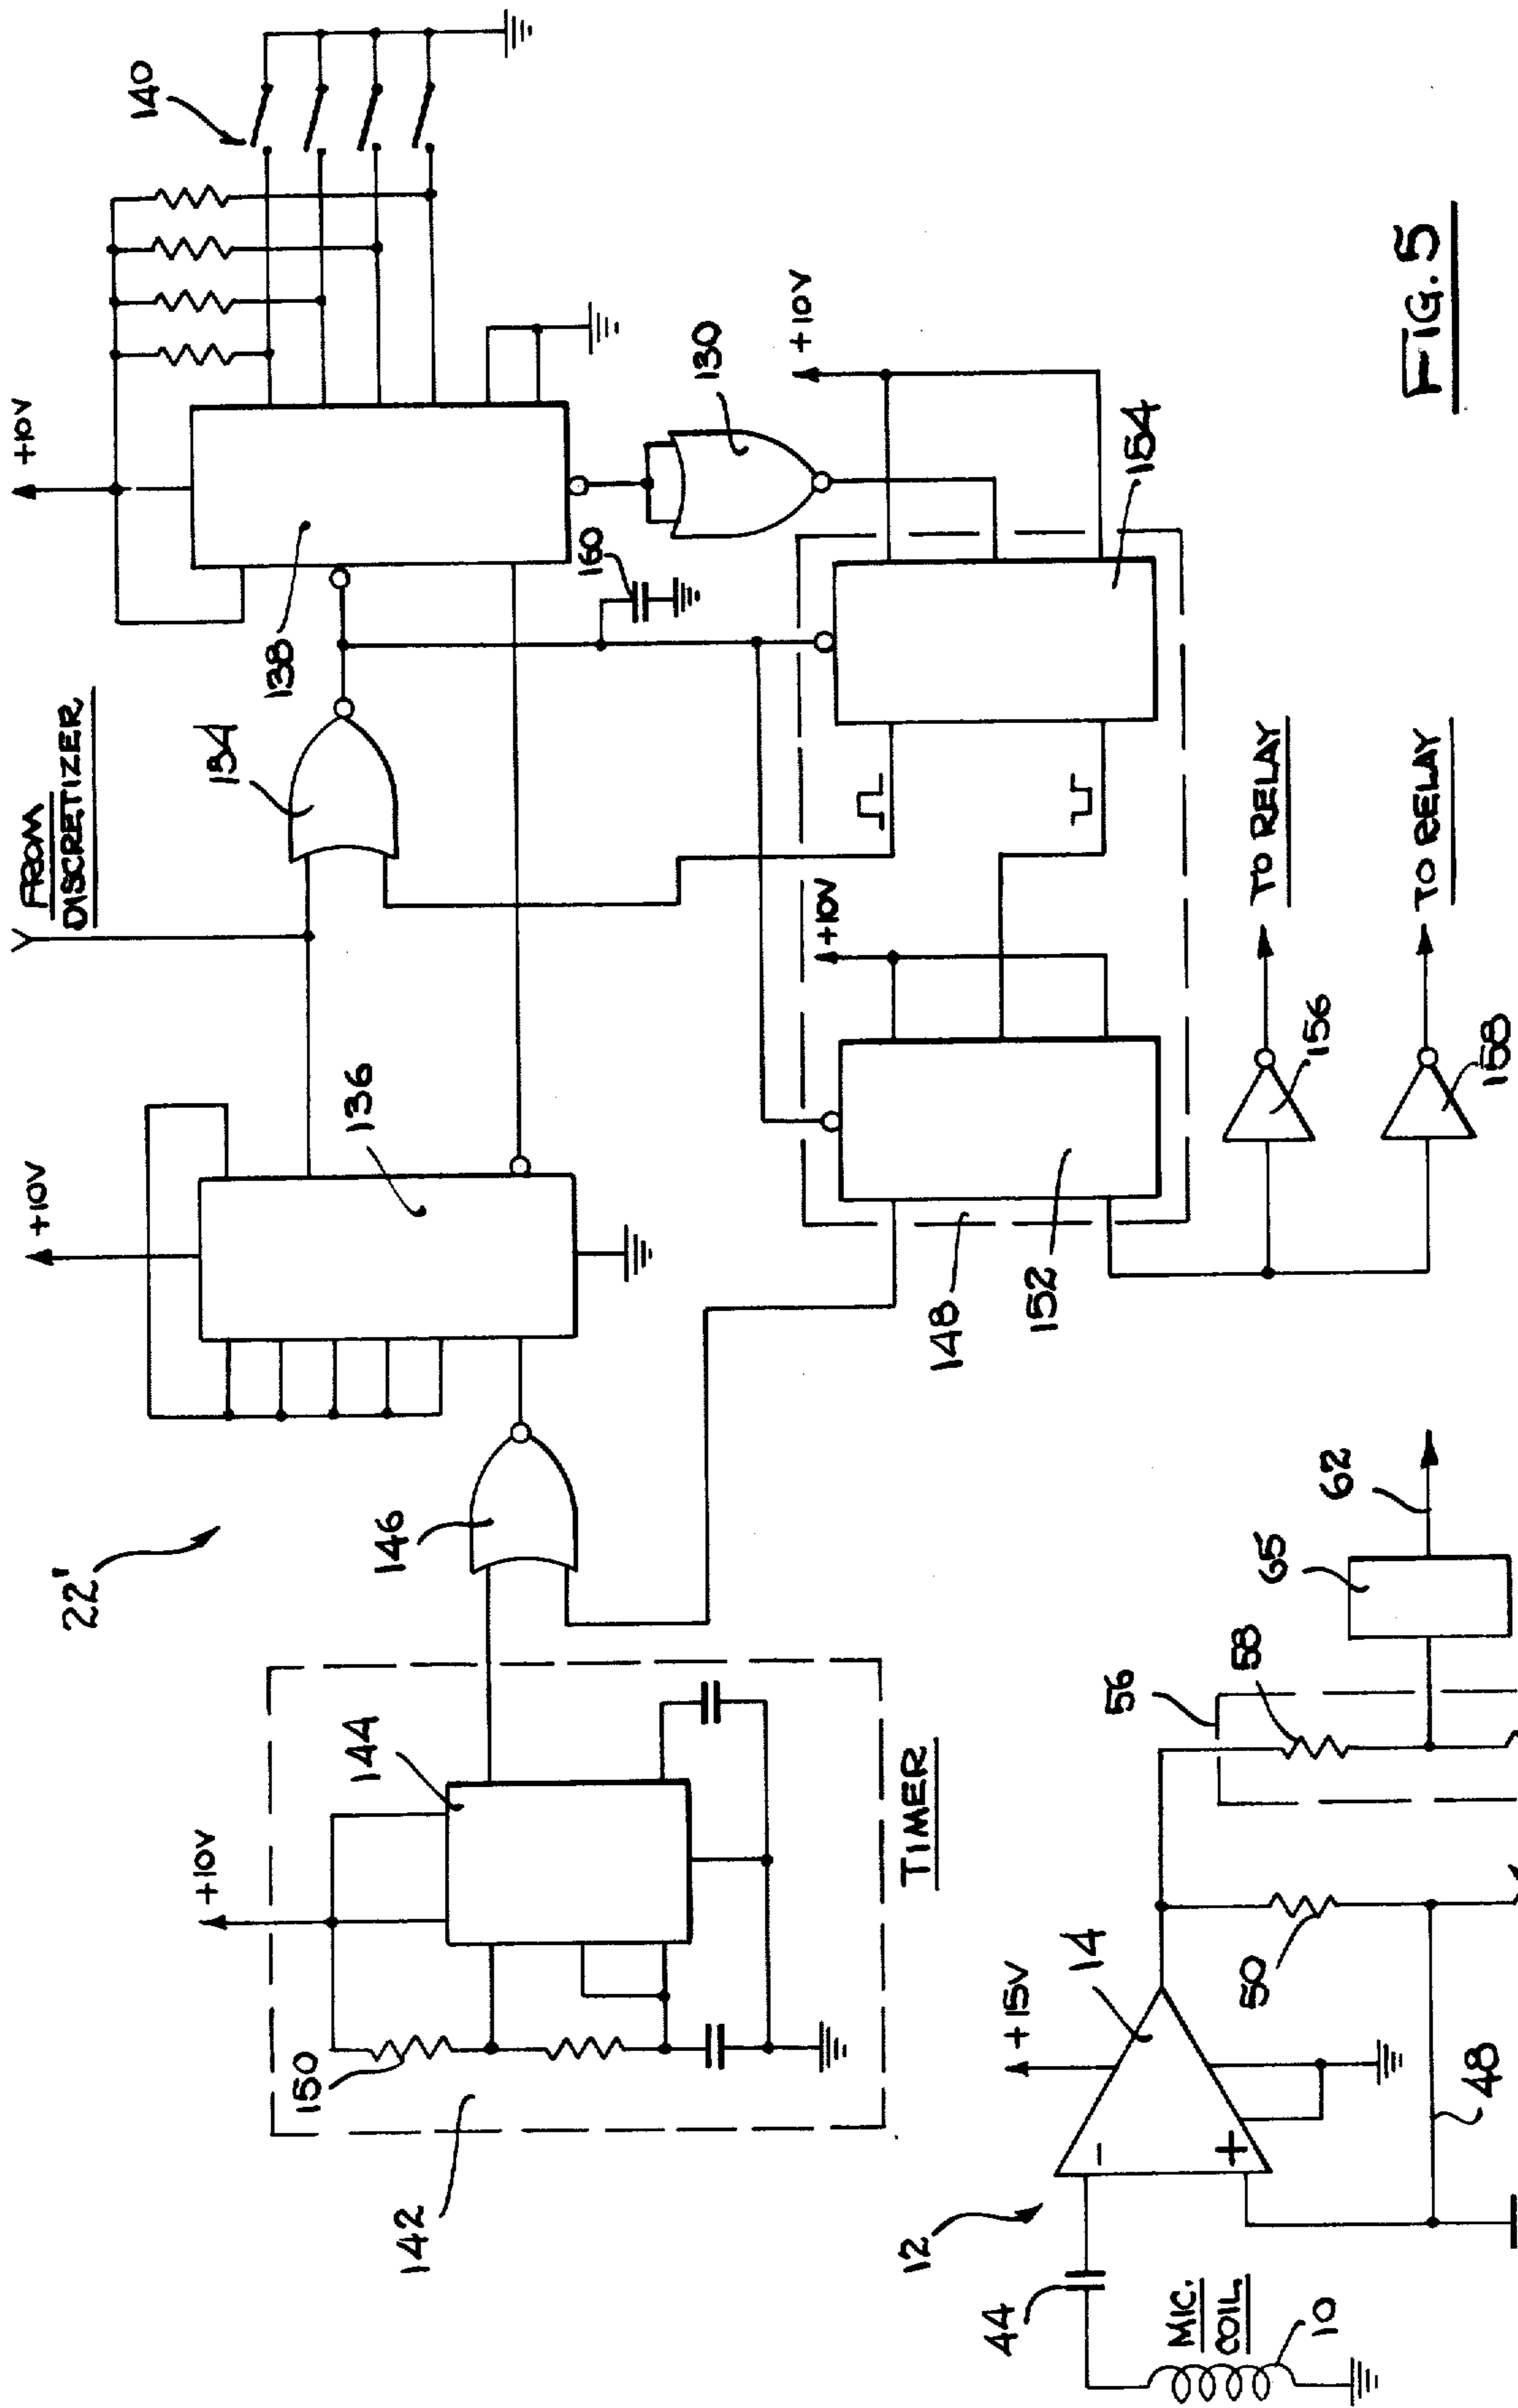 +10V
+10V
FROM
DISCRETIZER
22'
140
+10V
134
138
150
136
144
146
142
160
130
+10V
+10V
TIMER
12
148
44
+15V
152
14
56
154
MIC.
COIL
50
58
65
TO RELAY
10
156
62
TO RELAY
FIG. 5
48
158